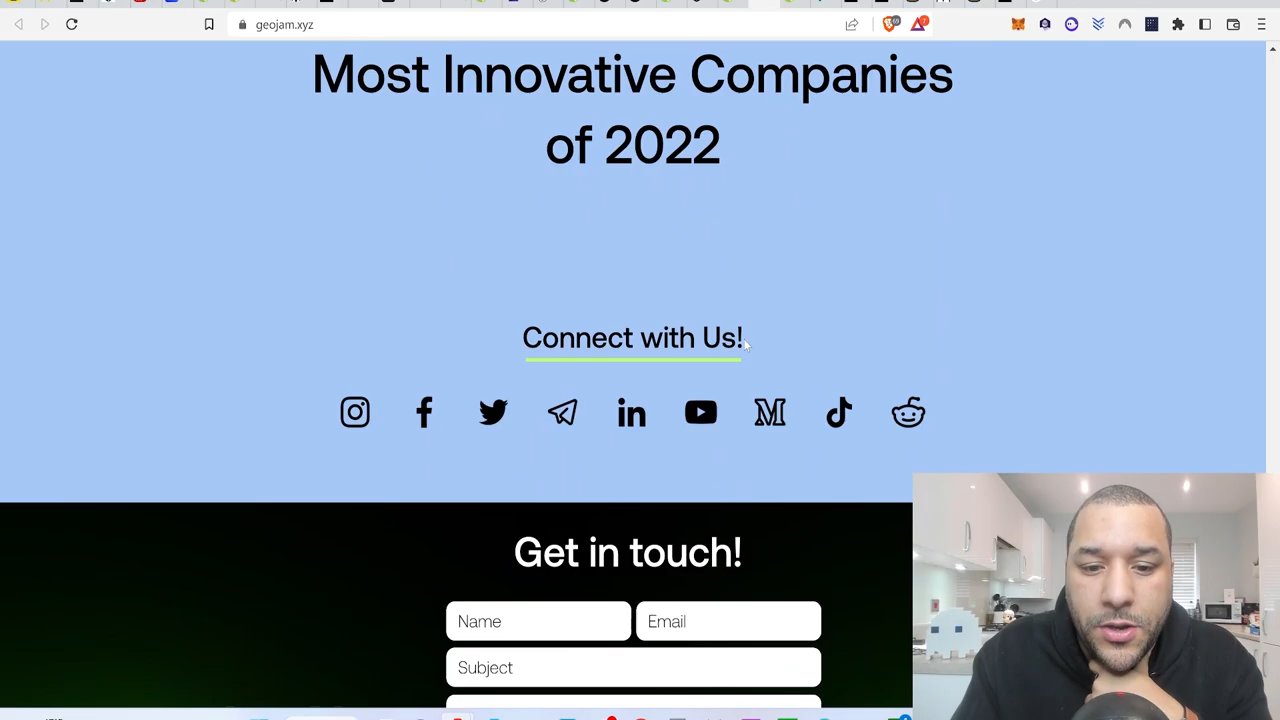 geojam.xyz
Most Innovative Companies
of 2022
Connect with Us!
Get in touch!
Name
Email
Subject